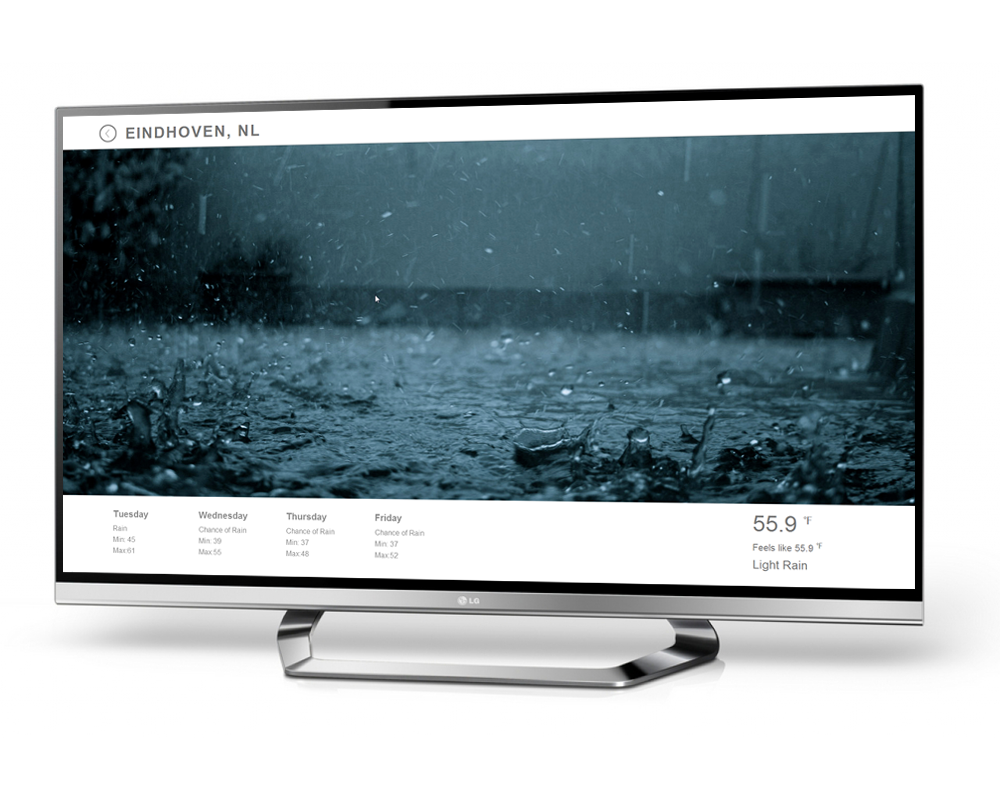 EINDHOVEN, NL
Tuesday
Rain
Min: 45
Max:61
Wednesday
Chance of Rain
Min: 39
Max:55
Thursday
Chance of Rain
Min: 37
Max:48
Friday
Chance of Rain
Min: 37
Max:52
55.9 °F
Feels like 55.9 °F
Light Rain
LG